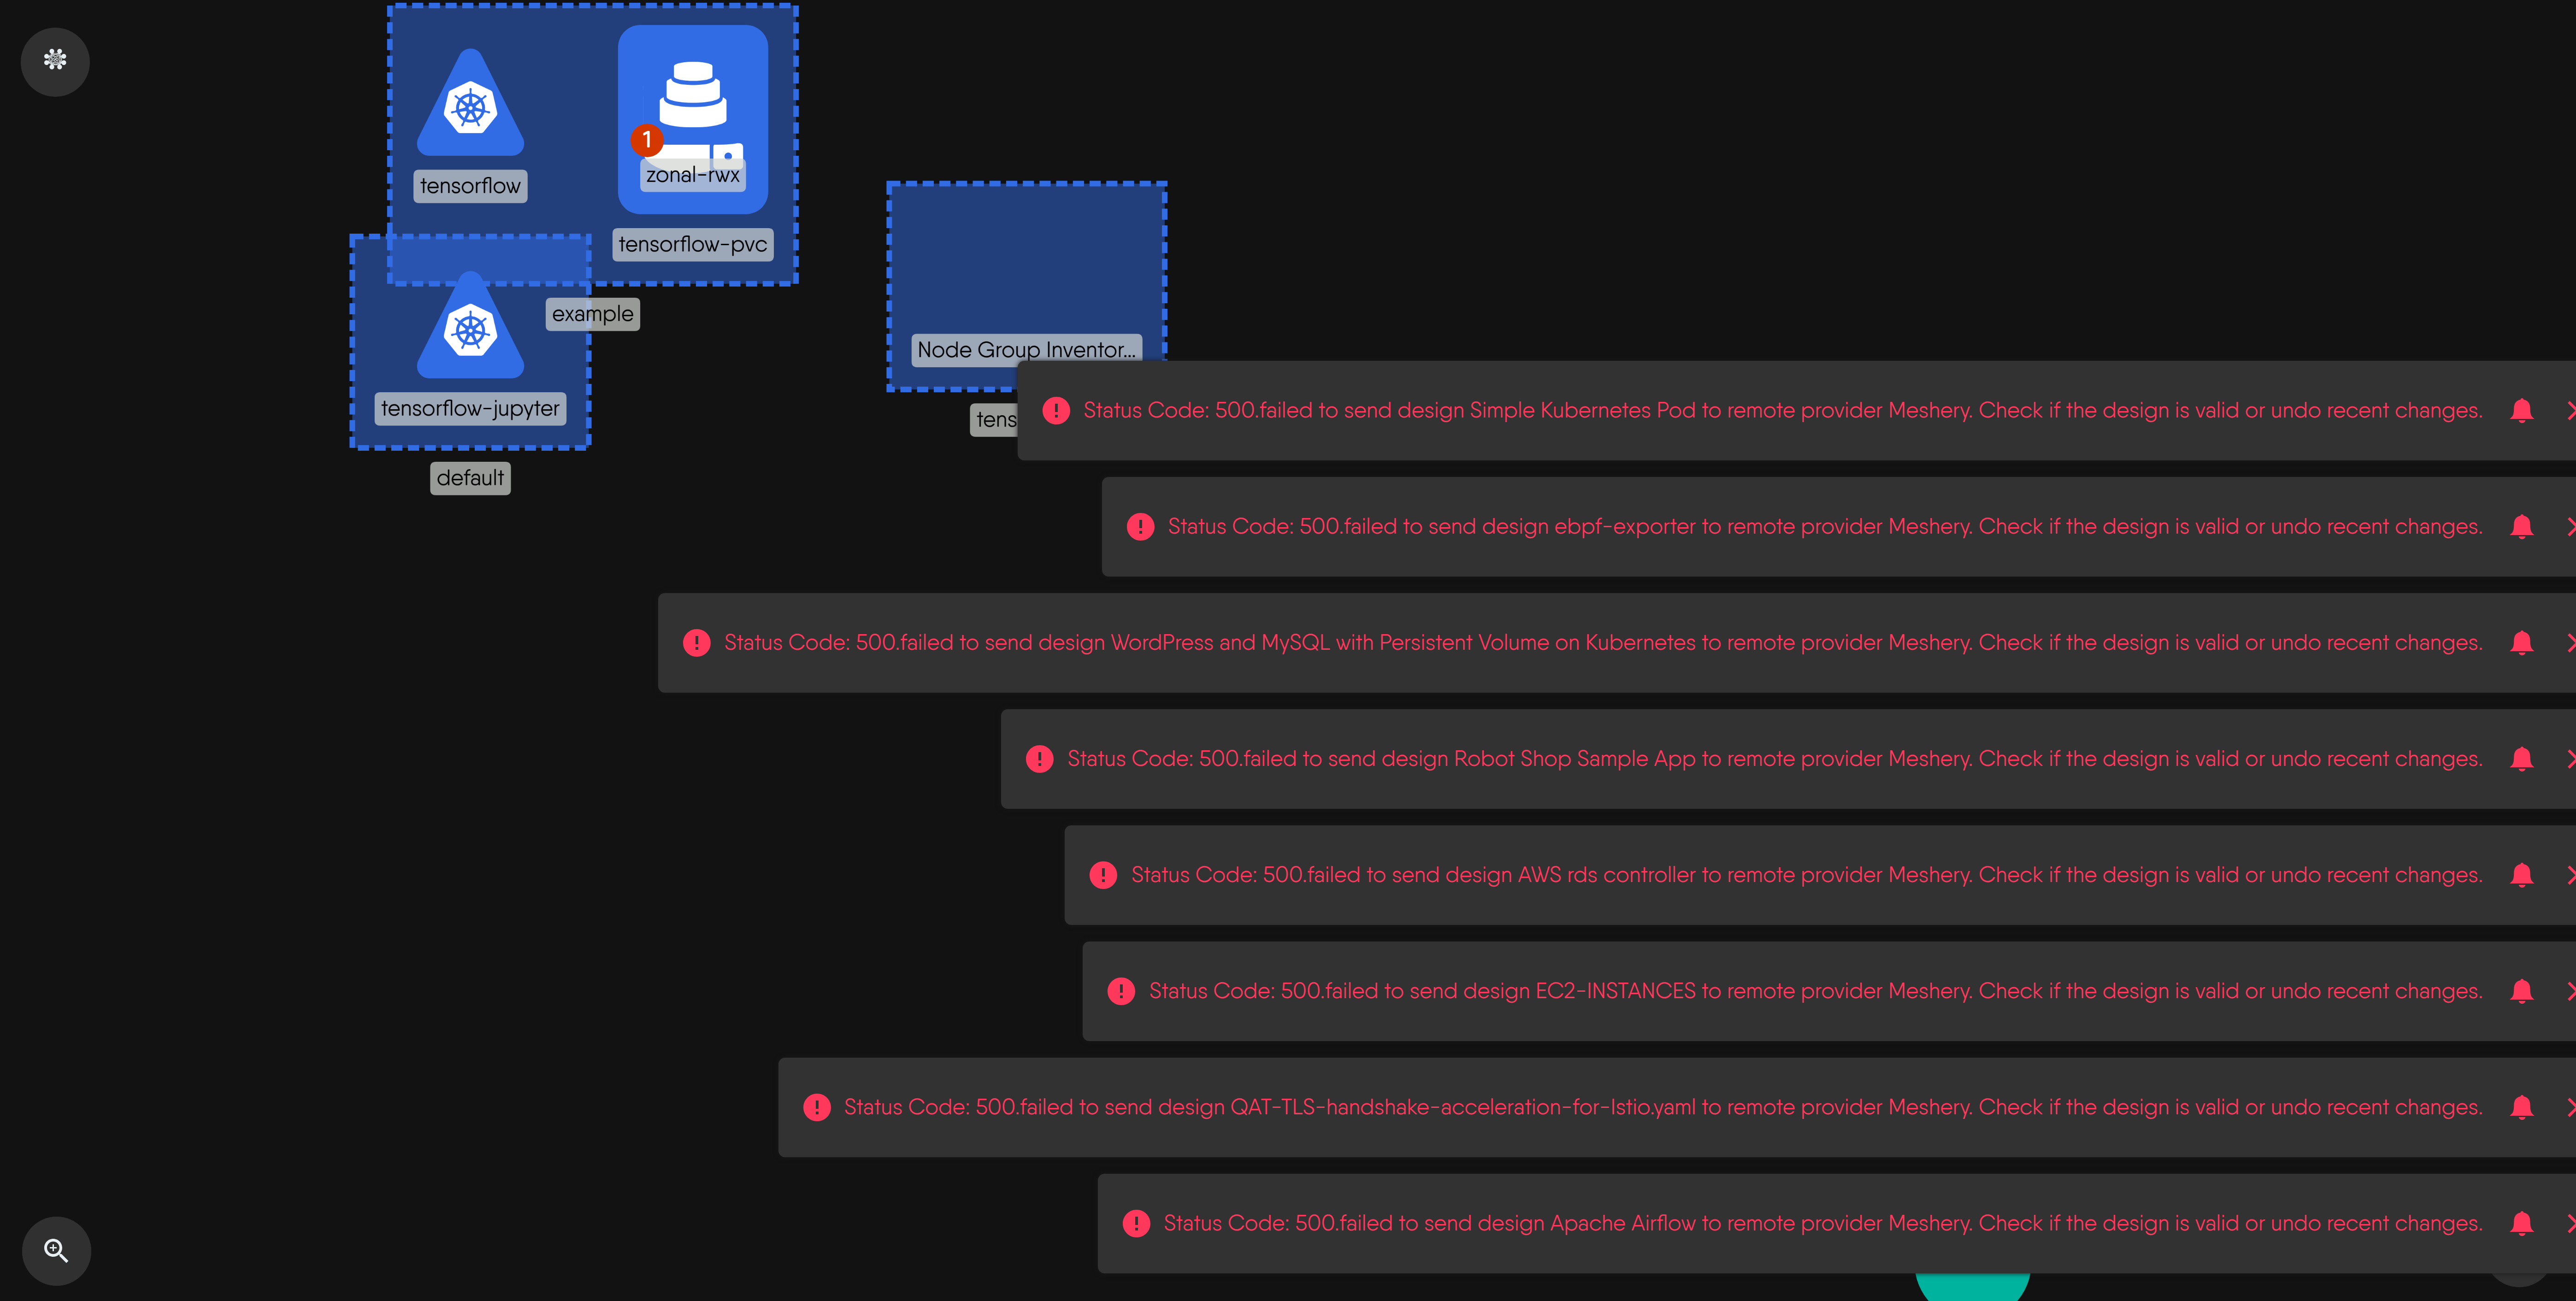 tensorflow
1
zonal-rwx
tensorflow-pvc
example
tensorflow-jupyter
default
Node Group Inventor...
tens
Status Code: 500.failed to send design Simple Kubernetes Pod to remote provider Meshery. Check if the design is valid or undo recent changes.
Status Code: 500.failed to send design ebpf-exporter to remote provider Meshery. Check if the design is valid or undo recent changes.
Status Code: 500.failed to send design WordPress and MySQL with Persistent Volume on Kubernetes to remote provider Meshery. Check if the design is valid or undo recent changes.
Status Code: 500.failed to send design Robot Shop Sample App to remote provider Meshery. Check if the design is valid or undo recent changes.
Status Code: 500.failed to send design AWS rds controller to remote provider Meshery. Check if the design is valid or undo recent changes.
Status Code: 500.failed to send design EC2-INSTANCES to remote provider Meshery. Check if the design is valid or undo recent changes.
Status Code: 500.failed to send design QAT-TLS-handshake-acceleration-for-Istio.yaml to remote provider Meshery. Check if the design is valid or undo recent changes.
Status Code: 500.failed to send design Apache Airflow to remote provider Meshery. Check if the design is valid or undo recent changes.